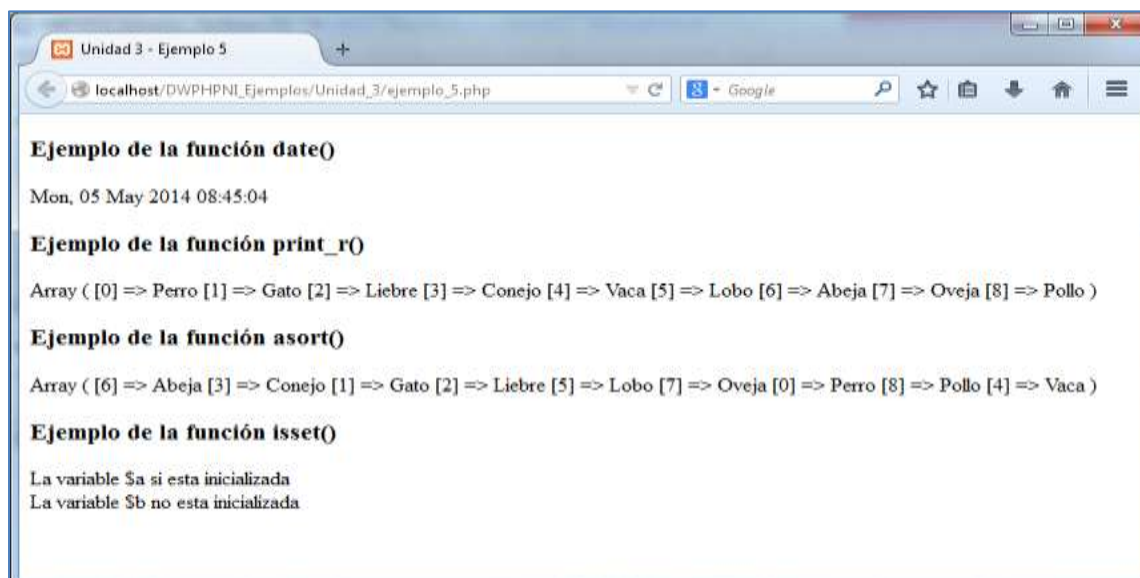 Unidad 3 - Ejemplo 5
localhost/DWPHPNI_Ejemplos/Unidad_3/ejemplo_5.php
Google
Ejemplo de la función date()
Mon, 05 May 2014 08:45:04
Ejemplo de la función print_r()
Array ( [0] => Perro [1] => Gato [2] => Liebre [3] => Conejo [4] => Vaca [5] => Lobo [6] => Abeja [7] => Oveja [8] => Pollo )
Ejemplo de la función asort()
Array ( [6] => Abeja [3] => Conejo [1] => Gato [2] => Liebre [5] => Lobo [7] => Oveja [0] => Perro [8] => Pollo [4] => Vaca )
Ejemplo de la función isset()
La variable $a si esta inicializada
La variable $b no esta inicializada